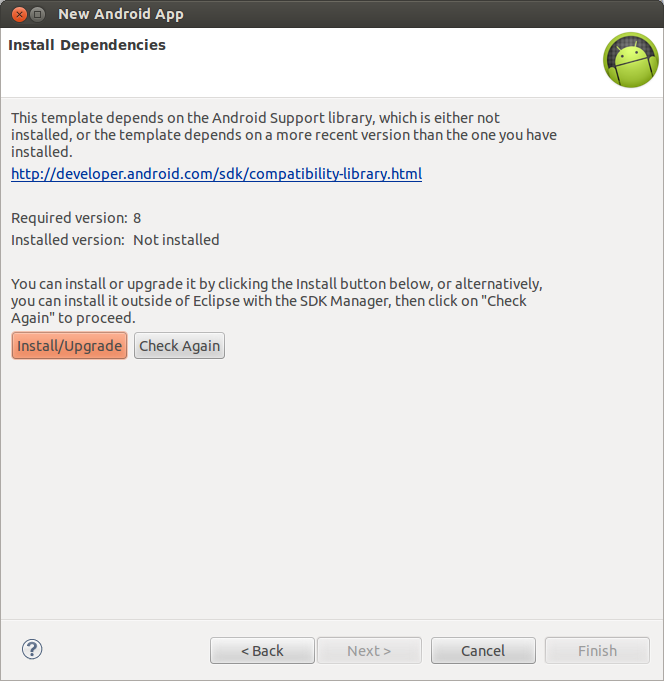 New Android App
Install Dependencies
This template depends on the Android Support library, which is either not
installed, or the template depends on a more recent version than the one you have
installed.
http://developer.android.com/sdk/compatibility-library.html
Required version: 8
Installed version: Not installed
You can install or upgrade it by clicking the Install button below, or alternatively,
you can install it outside of Eclipse with the SDK Manager, then click on "Check
Again" to proceed.
Install/Upgrade Check Again
? < Back Next > Cancel Finish